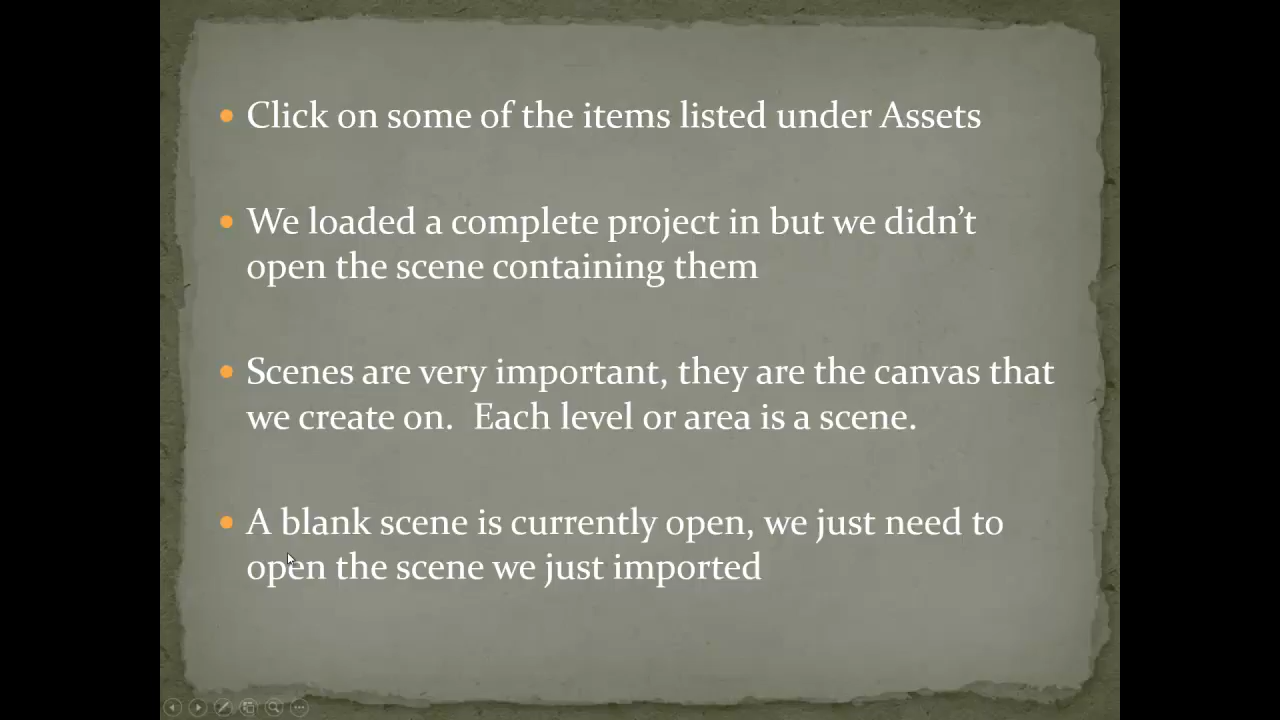 • Click on some of the items listed under Assets
• We loaded a complete project in but we didn’t
open the scene containing them
• Scenes are very important, they are the canvas that
we create on.  Each level or area is a scene.
• A blank scene is currently open, we just need to
open the scene we just imported